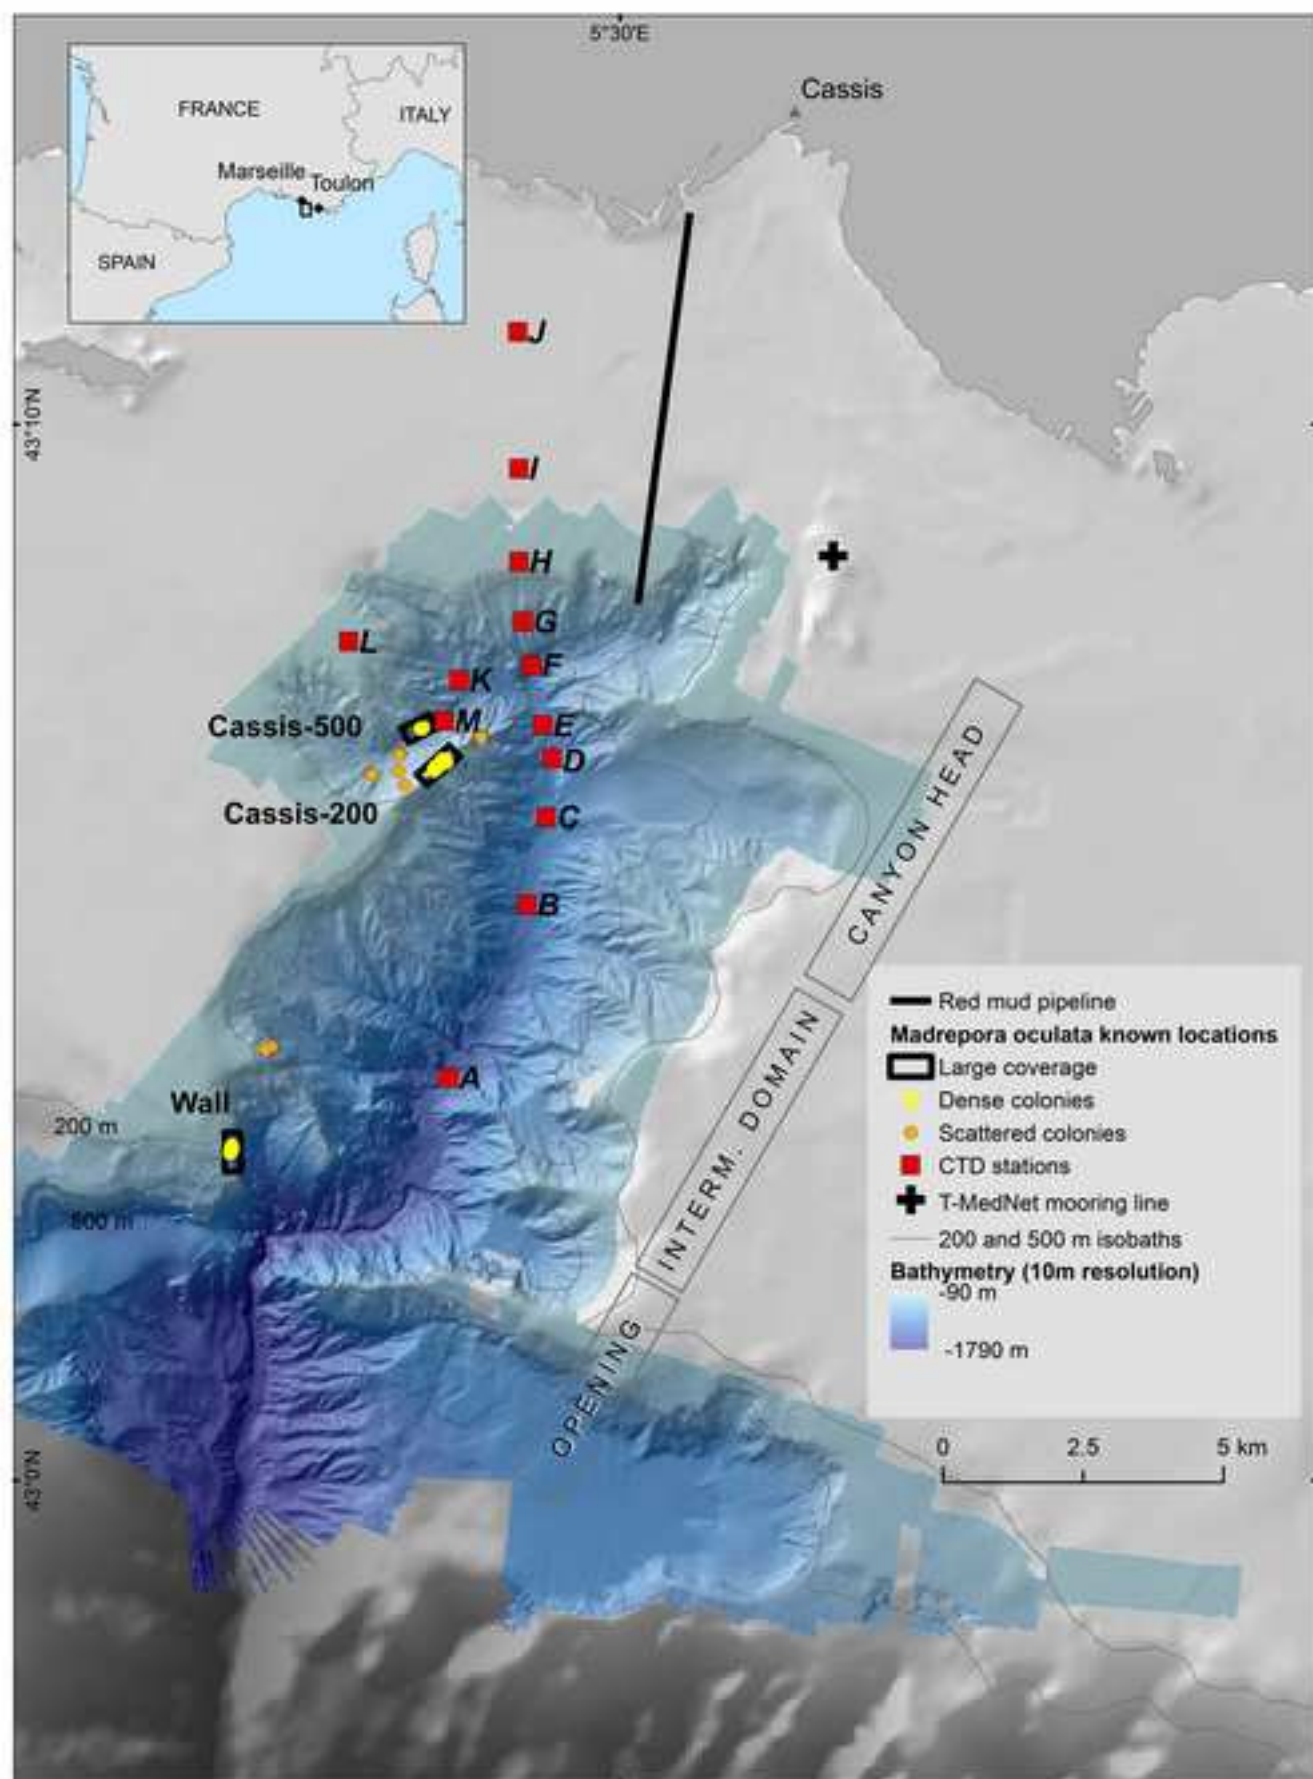 5°30'E
Cassis
FRANCE
ITALY
Marseille
Toulon
SPAIN
J
43°10'N
I
H
G
L
F
K
Cassis-500
M
E
D
Cassis-200
C
B
CANYON HEAD
INTERM. DOMAIN
OPENING
A
Wall
200 m
500 m
Red mud pipeline
Madrepora oculata known locations
Large coverage
Dense colonies
Scattered colonies
CTD stations
T-MedNet mooring line
200 and 500 m isobaths
Bathymetry (10m resolution)
-90 m
-1790 m
0 2.5 5 km
43°0'N